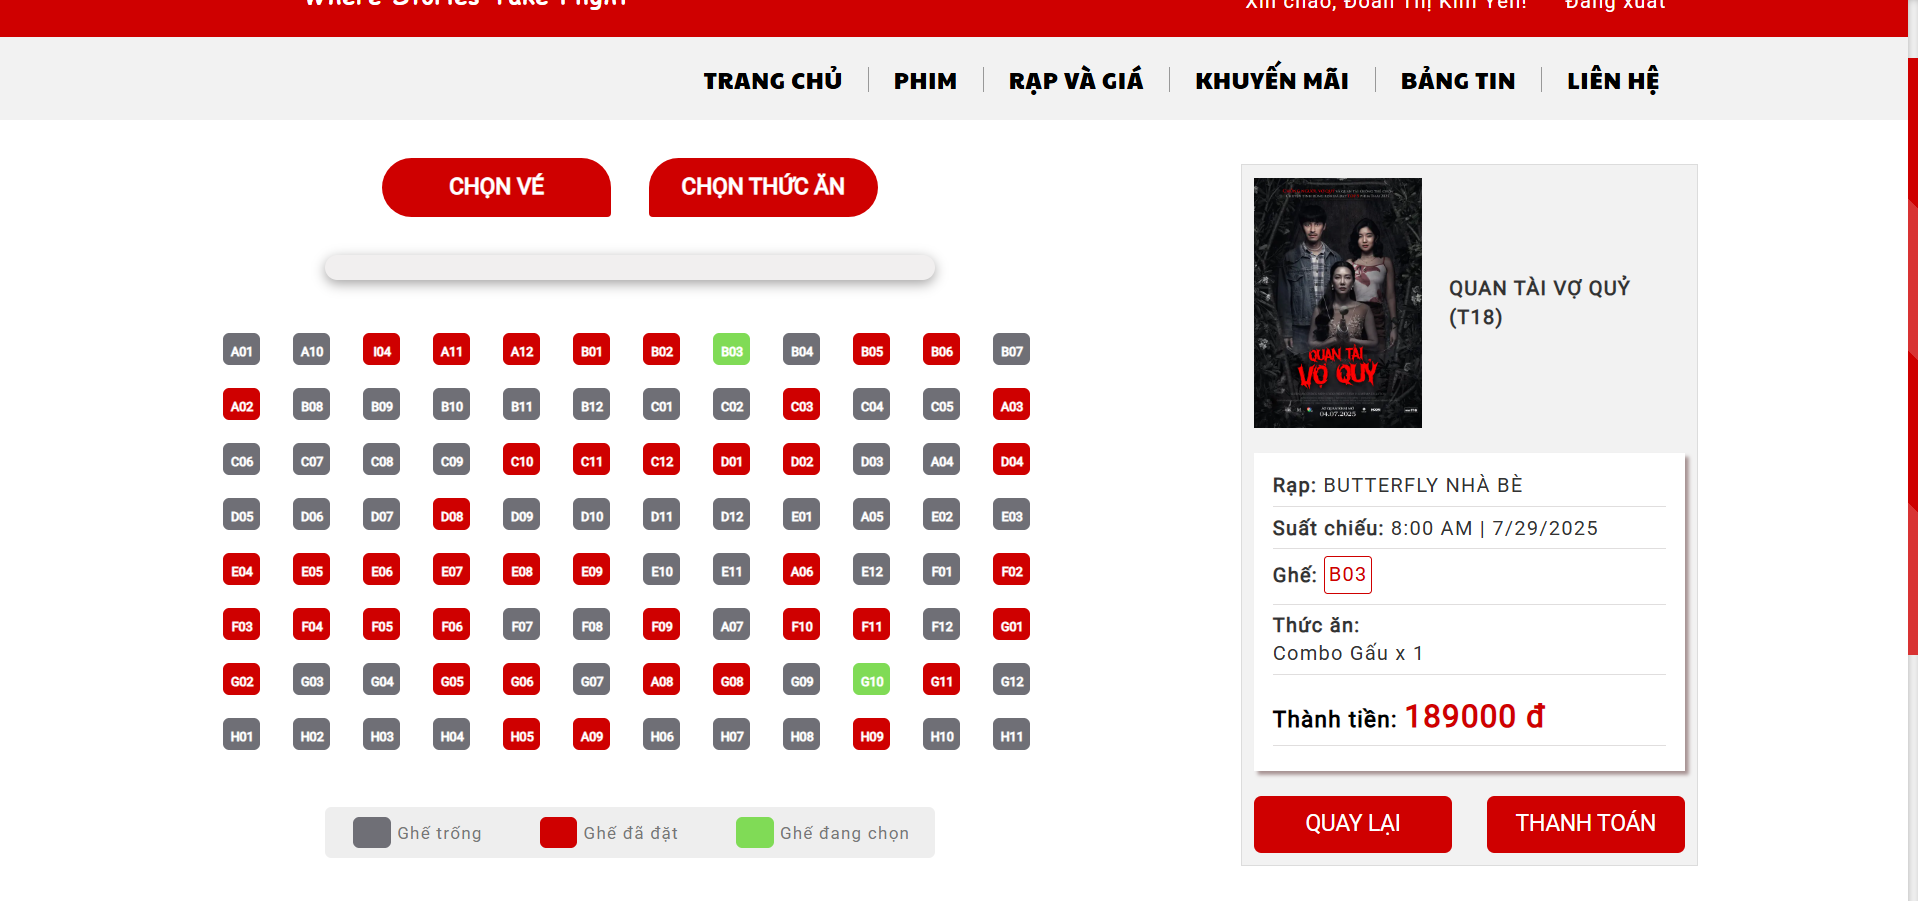 Where Stories Take Flight
Xin chào, Đoàn Thị Kim Yến! Đăng xuất
TRANG CHỦ PHIM RẠP VÀ GIÁ KHUYẾN MÃI BẢNG TIN LIÊN HỆ
CHỌN VÉ CHỌN THỨC ĂN
A01 A10 I04 A11 A12 B01 B02 B03 B04 B05 B06 B07
A02 B08 B09 B10 B11 B12 C01 C02 C03 C04 C05 A03
C06 C07 C08 C09 C10 C11 C12 D01 D02 D03 A04 D04
D05 D06 D07 D08 D09 D10 D11 D12 E01 A05 E02 E03
E04 E05 E06 E07 E08 E09 E10 E11 A06 E12 F01 F02
F03 F04 F05 F06 F07 F08 F09 A07 F10 F11 F12 G01
G02 G03 G04 G05 G06 G07 A08 G08 G09 G10 G11 G12
H01 H02 H03 H04 H05 A09 H06 H07 H08 H09 H10 H11
Ghế trống Ghế đã đặt Ghế đang chọn
QUAN TÀI
VỢ QUỶ
04.07.2025
QUAN TÀI VỢ QUỶ
(T18)
Rạp: BUTTERFLY NHÀ BÈ
Suất chiếu: 8:00 AM | 7/29/2025
Ghế: B03
Thức ăn:
Combo Gấu x 1
Thành tiền: 189000 đ
QUAY LẠI THANH TOÁN